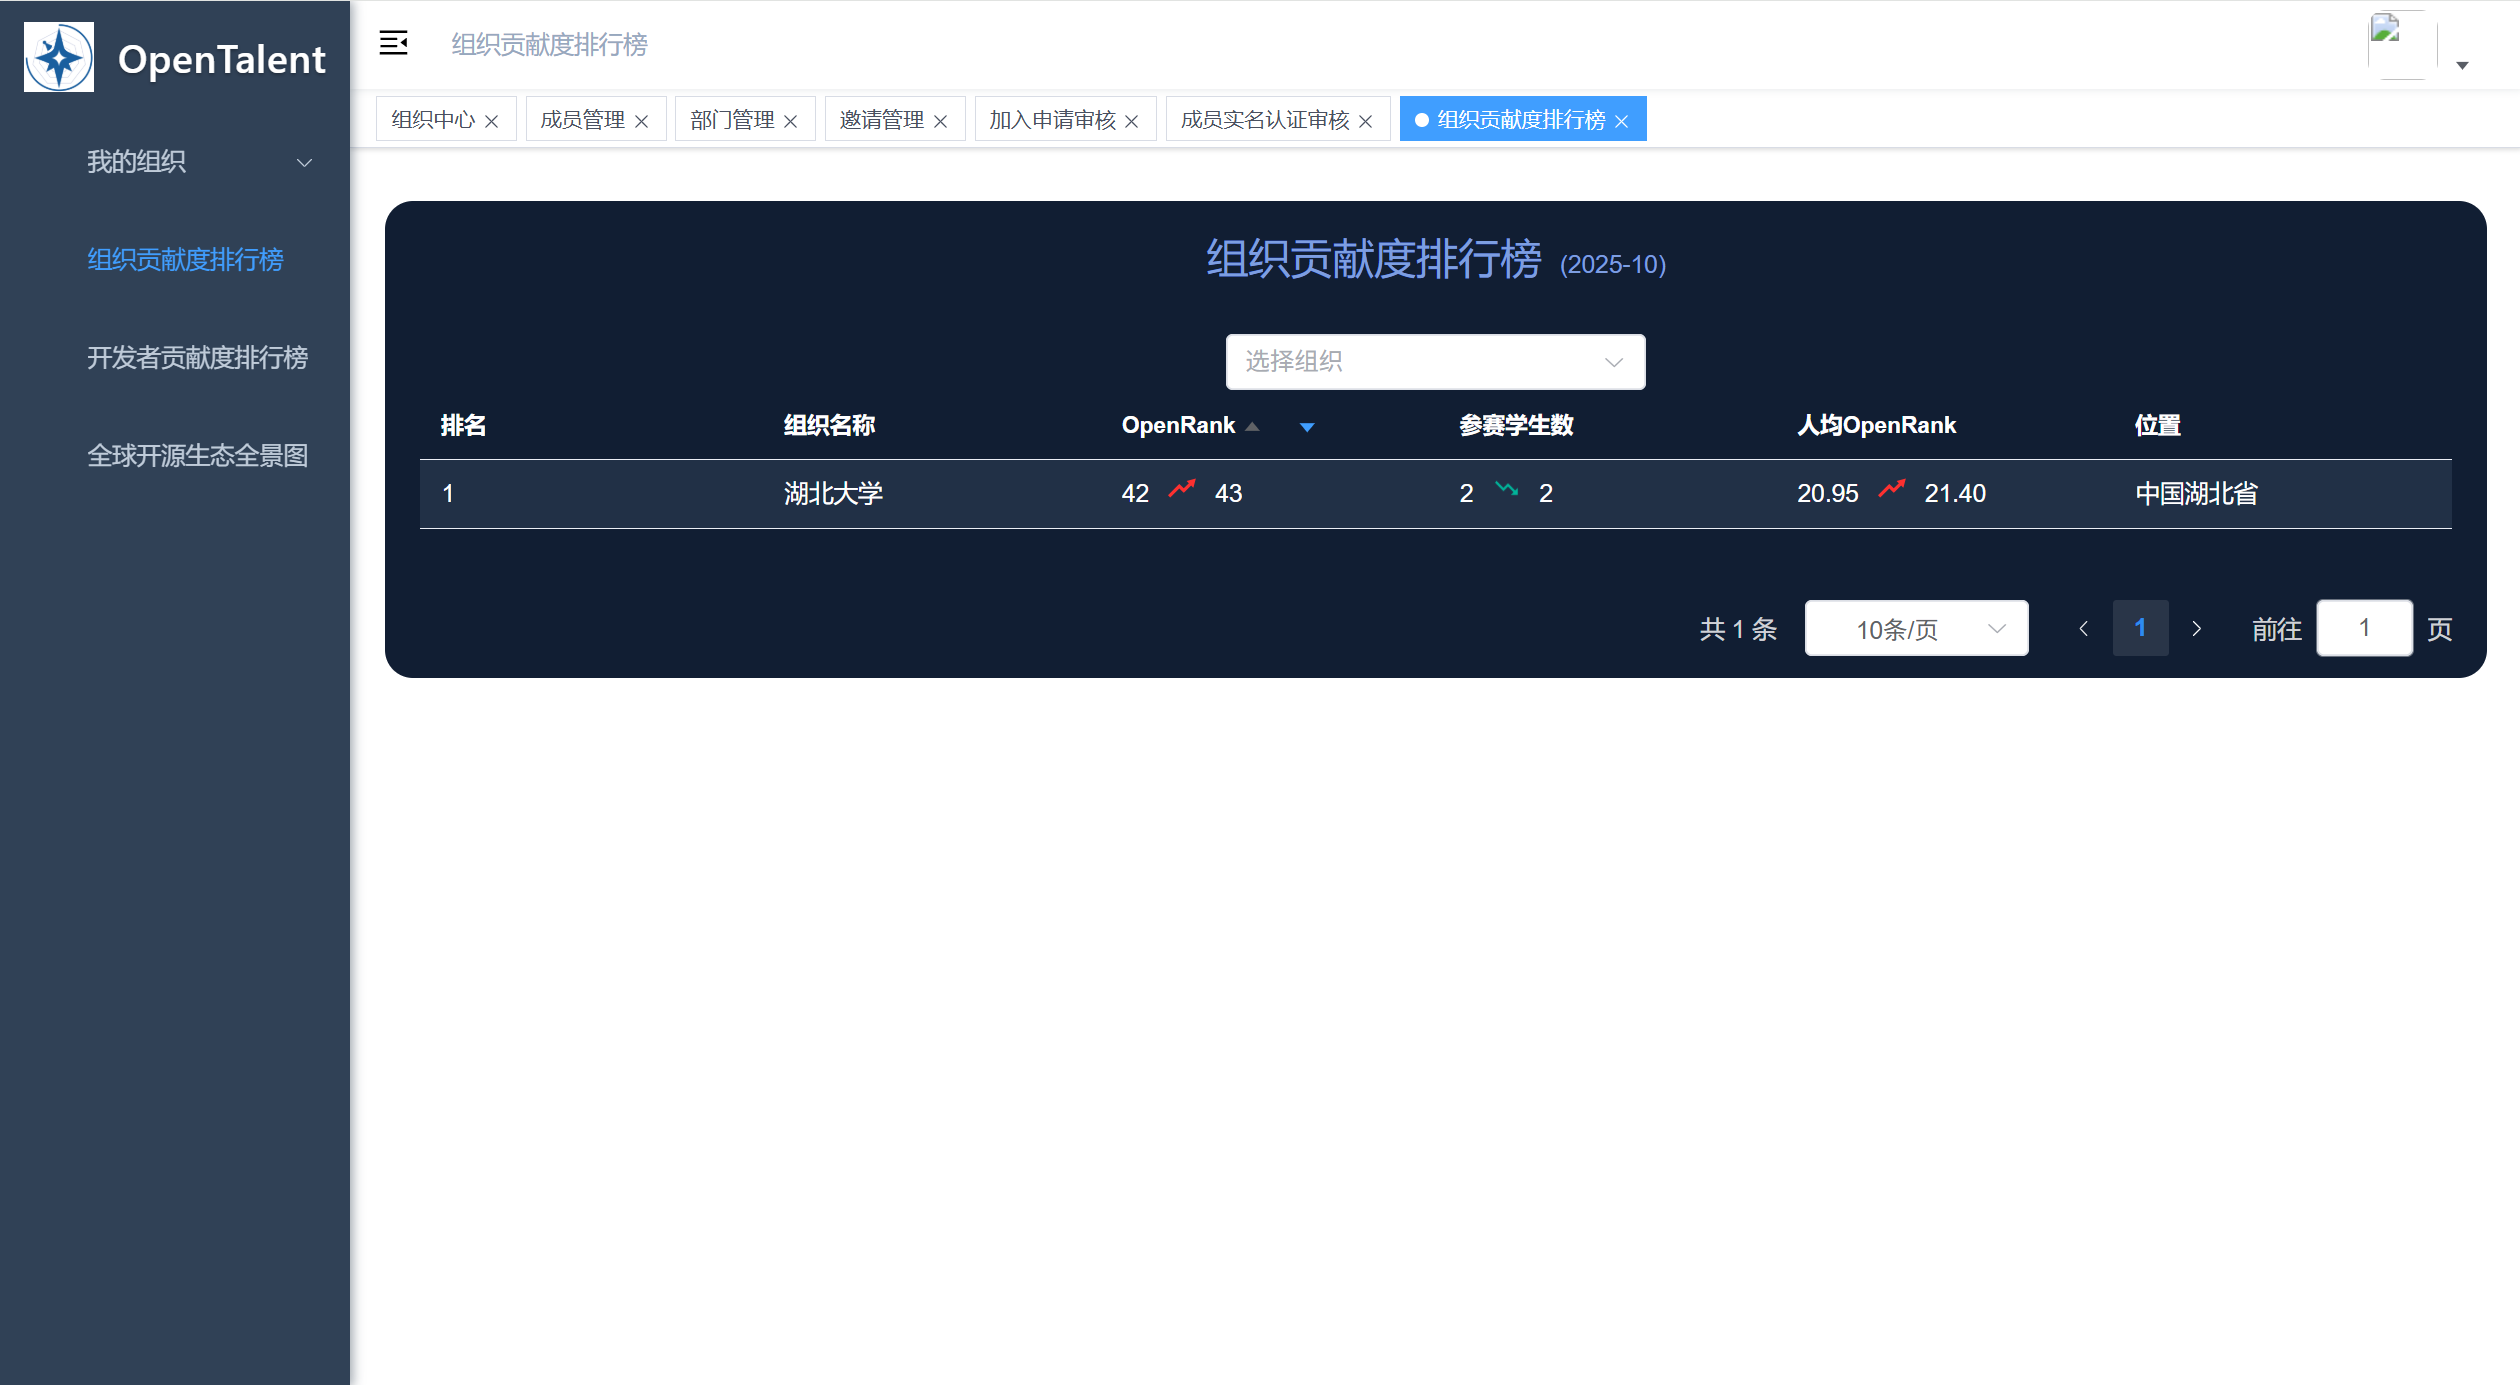 OpenTalent
我的组织
组织贡献度排行榜
开发者贡献度排行榜
全球开源生态全景图
组织贡献度排行榜
组织中心 成员管理 部门管理 邀请管理 加入申请审核 成员实名认证审核 组织贡献度排行榜
组织贡献度排行榜 (2025-10)
选择组织
排名 组织名称 OpenRank 参赛学生数 人均OpenRank 位置
1 湖北大学 42 43 2 2 20.95 21.40 中国湖北省
共 1 条 10条/页 1 前往 1 页